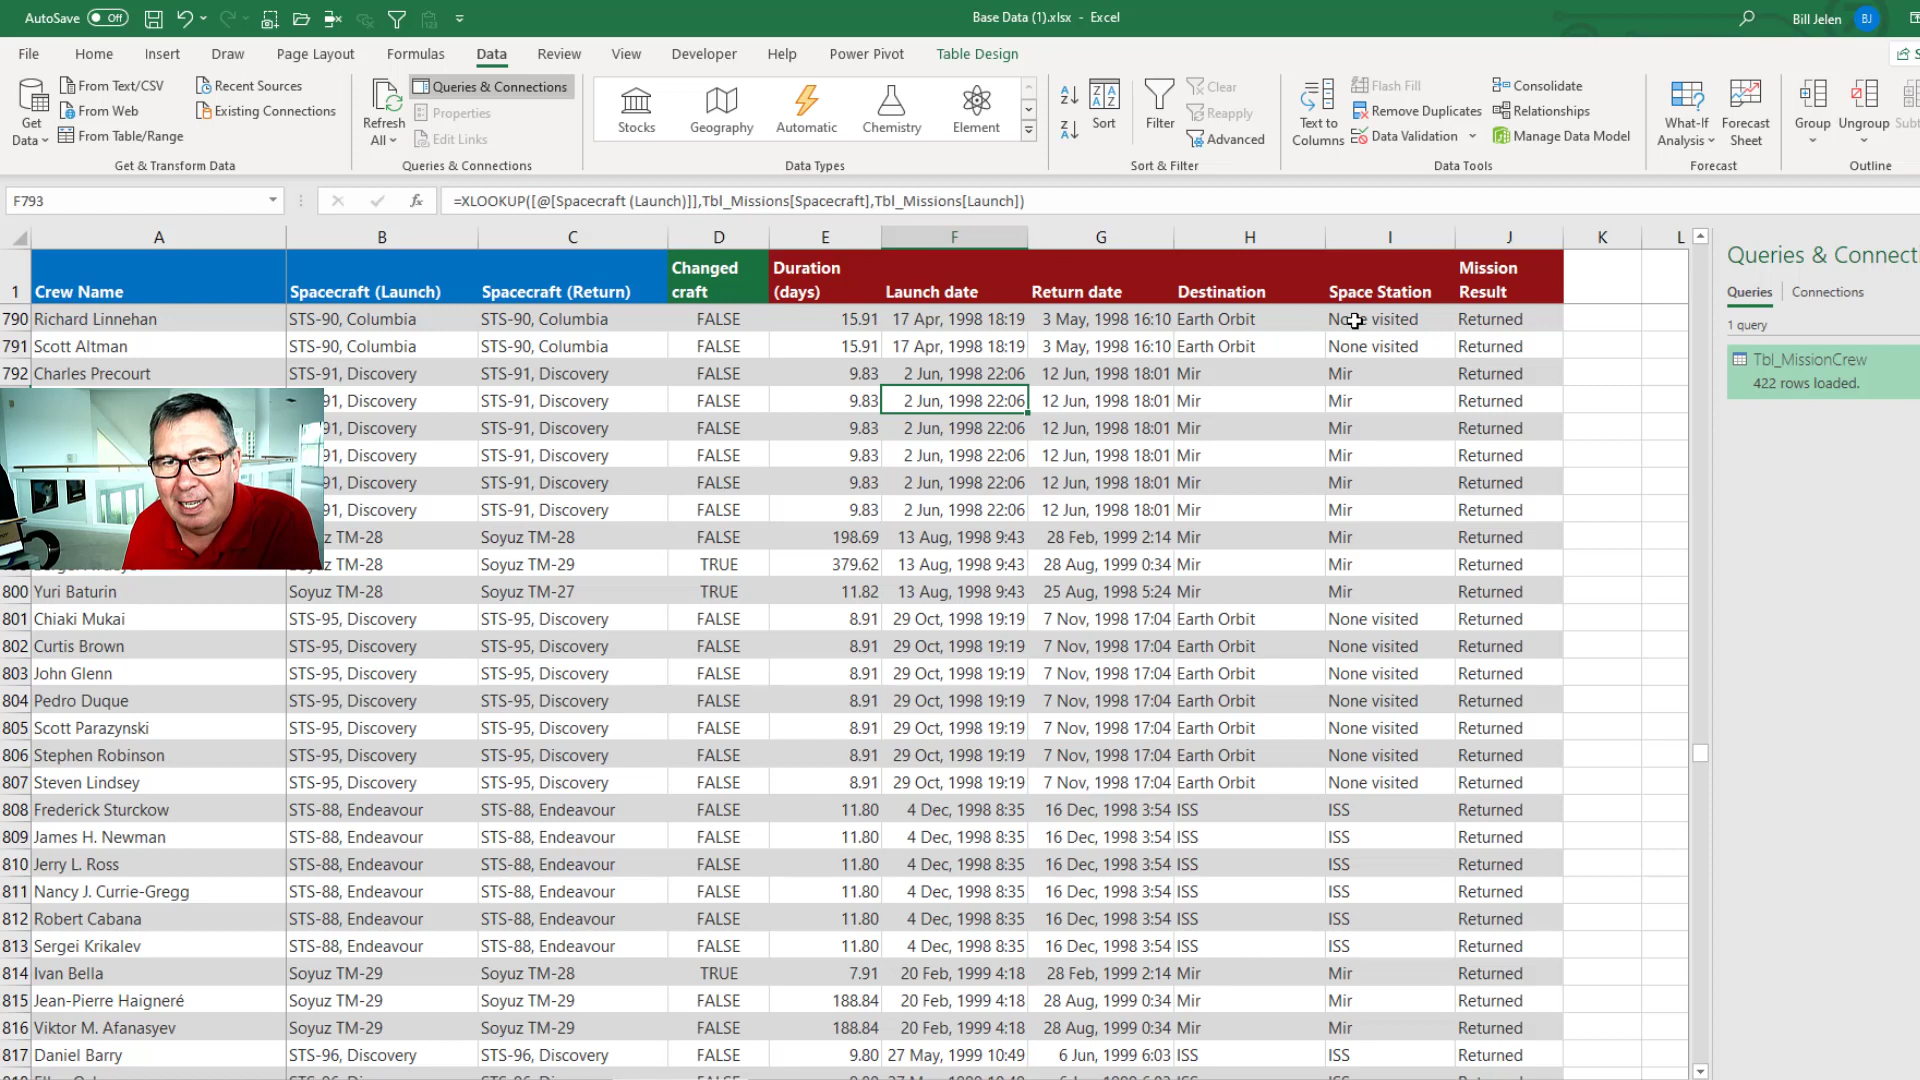 AutoSave Off Base Data (1).xlsx - Excel Bill Jelen BJ
File Home Insert Draw Page Layout Formulas Data Review View Developer Help Power Pivot Table Design
From Text/CSV Recent Sources Queries & Connections Clear Flash Fill Consolidate
From Web Existing Connections Properties Reapply Remove Duplicates Relationships
From Table/Range Edit Links Advanced Data Validation Manage Data Model
Get Data Refresh All Stocks Geography Automatic Chemistry Element Sort Filter Text to Columns What-If Analysis Forecast Sheet Group Ungroup
Get & Transform Data Queries & Connections Data Types Sort & Filter Data Tools Forecast Outline
F793 fx =XLOOKUP([@[Spacecraft (Launch)]],Tbl_Missions[Spacecraft],Tbl_Missions[Launch])
A B C D E F G H I J K L
1 Crew Name Spacecraft (Launch) Spacecraft (Return) Changed craft Duration (days) Launch date Return date Destination Space Station Mission Result
790 Richard Linnehan STS-90, Columbia STS-90, Columbia FALSE 15.91 17 Apr, 1998 18:19 3 May, 1998 16:10 Earth Orbit None visited Returned
791 Scott Altman STS-90, Columbia STS-90, Columbia FALSE 15.91 17 Apr, 1998 18:19 3 May, 1998 16:10 Earth Orbit None visited Returned
792 Charles Precourt STS-91, Discovery STS-91, Discovery FALSE 9.83 2 Jun, 1998 22:06 12 Jun, 1998 18:01 Mir Mir Returned
91, Discovery STS-91, Discovery FALSE 9.83 2 Jun, 1998 22:06 12 Jun, 1998 18:01 Mir Mir Returned
91, Discovery STS-91, Discovery FALSE 9.83 2 Jun, 1998 22:06 12 Jun, 1998 18:01 Mir Mir Returned
91, Discovery STS-91, Discovery FALSE 9.83 2 Jun, 1998 22:06 12 Jun, 1998 18:01 Mir Mir Returned
91, Discovery STS-91, Discovery FALSE 9.83 2 Jun, 1998 22:06 12 Jun, 1998 18:01 Mir Mir Returned
91, Discovery STS-91, Discovery FALSE 9.83 2 Jun, 1998 22:06 12 Jun, 1998 18:01 Mir Mir Returned
z TM-28 Soyuz TM-28 FALSE 198.69 13 Aug, 1998 9:43 28 Feb, 1999 2:14 Mir Mir Returned
z TM-28 Soyuz TM-29 TRUE 379.62 13 Aug, 1998 9:43 28 Aug, 1999 0:34 Mir Mir Returned
800 Yuri Baturin Soyuz TM-28 Soyuz TM-27 TRUE 11.82 13 Aug, 1998 9:43 25 Aug, 1998 5:24 Mir Mir Returned
801 Chiaki Mukai STS-95, Discovery STS-95, Discovery FALSE 8.91 29 Oct, 1998 19:19 7 Nov, 1998 17:04 Earth Orbit None visited Returned
802 Curtis Brown STS-95, Discovery STS-95, Discovery FALSE 8.91 29 Oct, 1998 19:19 7 Nov, 1998 17:04 Earth Orbit None visited Returned
803 John Glenn STS-95, Discovery STS-95, Discovery FALSE 8.91 29 Oct, 1998 19:19 7 Nov, 1998 17:04 Earth Orbit None visited Returned
804 Pedro Duque STS-95, Discovery STS-95, Discovery FALSE 8.91 29 Oct, 1998 19:19 7 Nov, 1998 17:04 Earth Orbit None visited Returned
805 Scott Parazynski STS-95, Discovery STS-95, Discovery FALSE 8.91 29 Oct, 1998 19:19 7 Nov, 1998 17:04 Earth Orbit None visited Returned
806 Stephen Robinson STS-95, Discovery STS-95, Discovery FALSE 8.91 29 Oct, 1998 19:19 7 Nov, 1998 17:04 Earth Orbit None visited Returned
807 Steven Lindsey STS-95, Discovery STS-95, Discovery FALSE 8.91 29 Oct, 1998 19:19 7 Nov, 1998 17:04 Earth Orbit None visited Returned
808 Frederick Sturckow STS-88, Endeavour STS-88, Endeavour FALSE 11.80 4 Dec, 1998 8:35 16 Dec, 1998 3:54 ISS ISS Returned
809 James H. Newman STS-88, Endeavour STS-88, Endeavour FALSE 11.80 4 Dec, 1998 8:35 16 Dec, 1998 3:54 ISS ISS Returned
810 Jerry L. Ross STS-88, Endeavour STS-88, Endeavour FALSE 11.80 4 Dec, 1998 8:35 16 Dec, 1998 3:54 ISS ISS Returned
811 Nancy J. Currie-Gregg STS-88, Endeavour STS-88, Endeavour FALSE 11.80 4 Dec, 1998 8:35 16 Dec, 1998 3:54 ISS ISS Returned
812 Robert Cabana STS-88, Endeavour STS-88, Endeavour FALSE 11.80 4 Dec, 1998 8:35 16 Dec, 1998 3:54 ISS ISS Returned
813 Sergei Krikalev STS-88, Endeavour STS-88, Endeavour FALSE 11.80 4 Dec, 1998 8:35 16 Dec, 1998 3:54 ISS ISS Returned
814 Ivan Bella Soyuz TM-29 Soyuz TM-28 TRUE 7.91 20 Feb, 1999 4:18 28 Feb, 1999 2:14 Mir Mir Returned
815 Jean-Pierre Haigneré Soyuz TM-29 Soyuz TM-29 FALSE 188.84 20 Feb, 1999 4:18 28 Aug, 1999 0:34 Mir Mir Returned
816 Viktor M. Afanasyev Soyuz TM-29 Soyuz TM-29 FALSE 188.84 20 Feb, 1999 4:18 28 Aug, 1999 0:34 Mir Mir Returned
817 Daniel Barry STS-96, Discovery STS-96, Discovery FALSE 9.80 27 May, 1999 10:49 6 Jun, 1999 6:03 ISS ISS Returned
Queries & Connecti
Queries Connections
1 query
Tbl_MissionCrew
422 rows loaded.